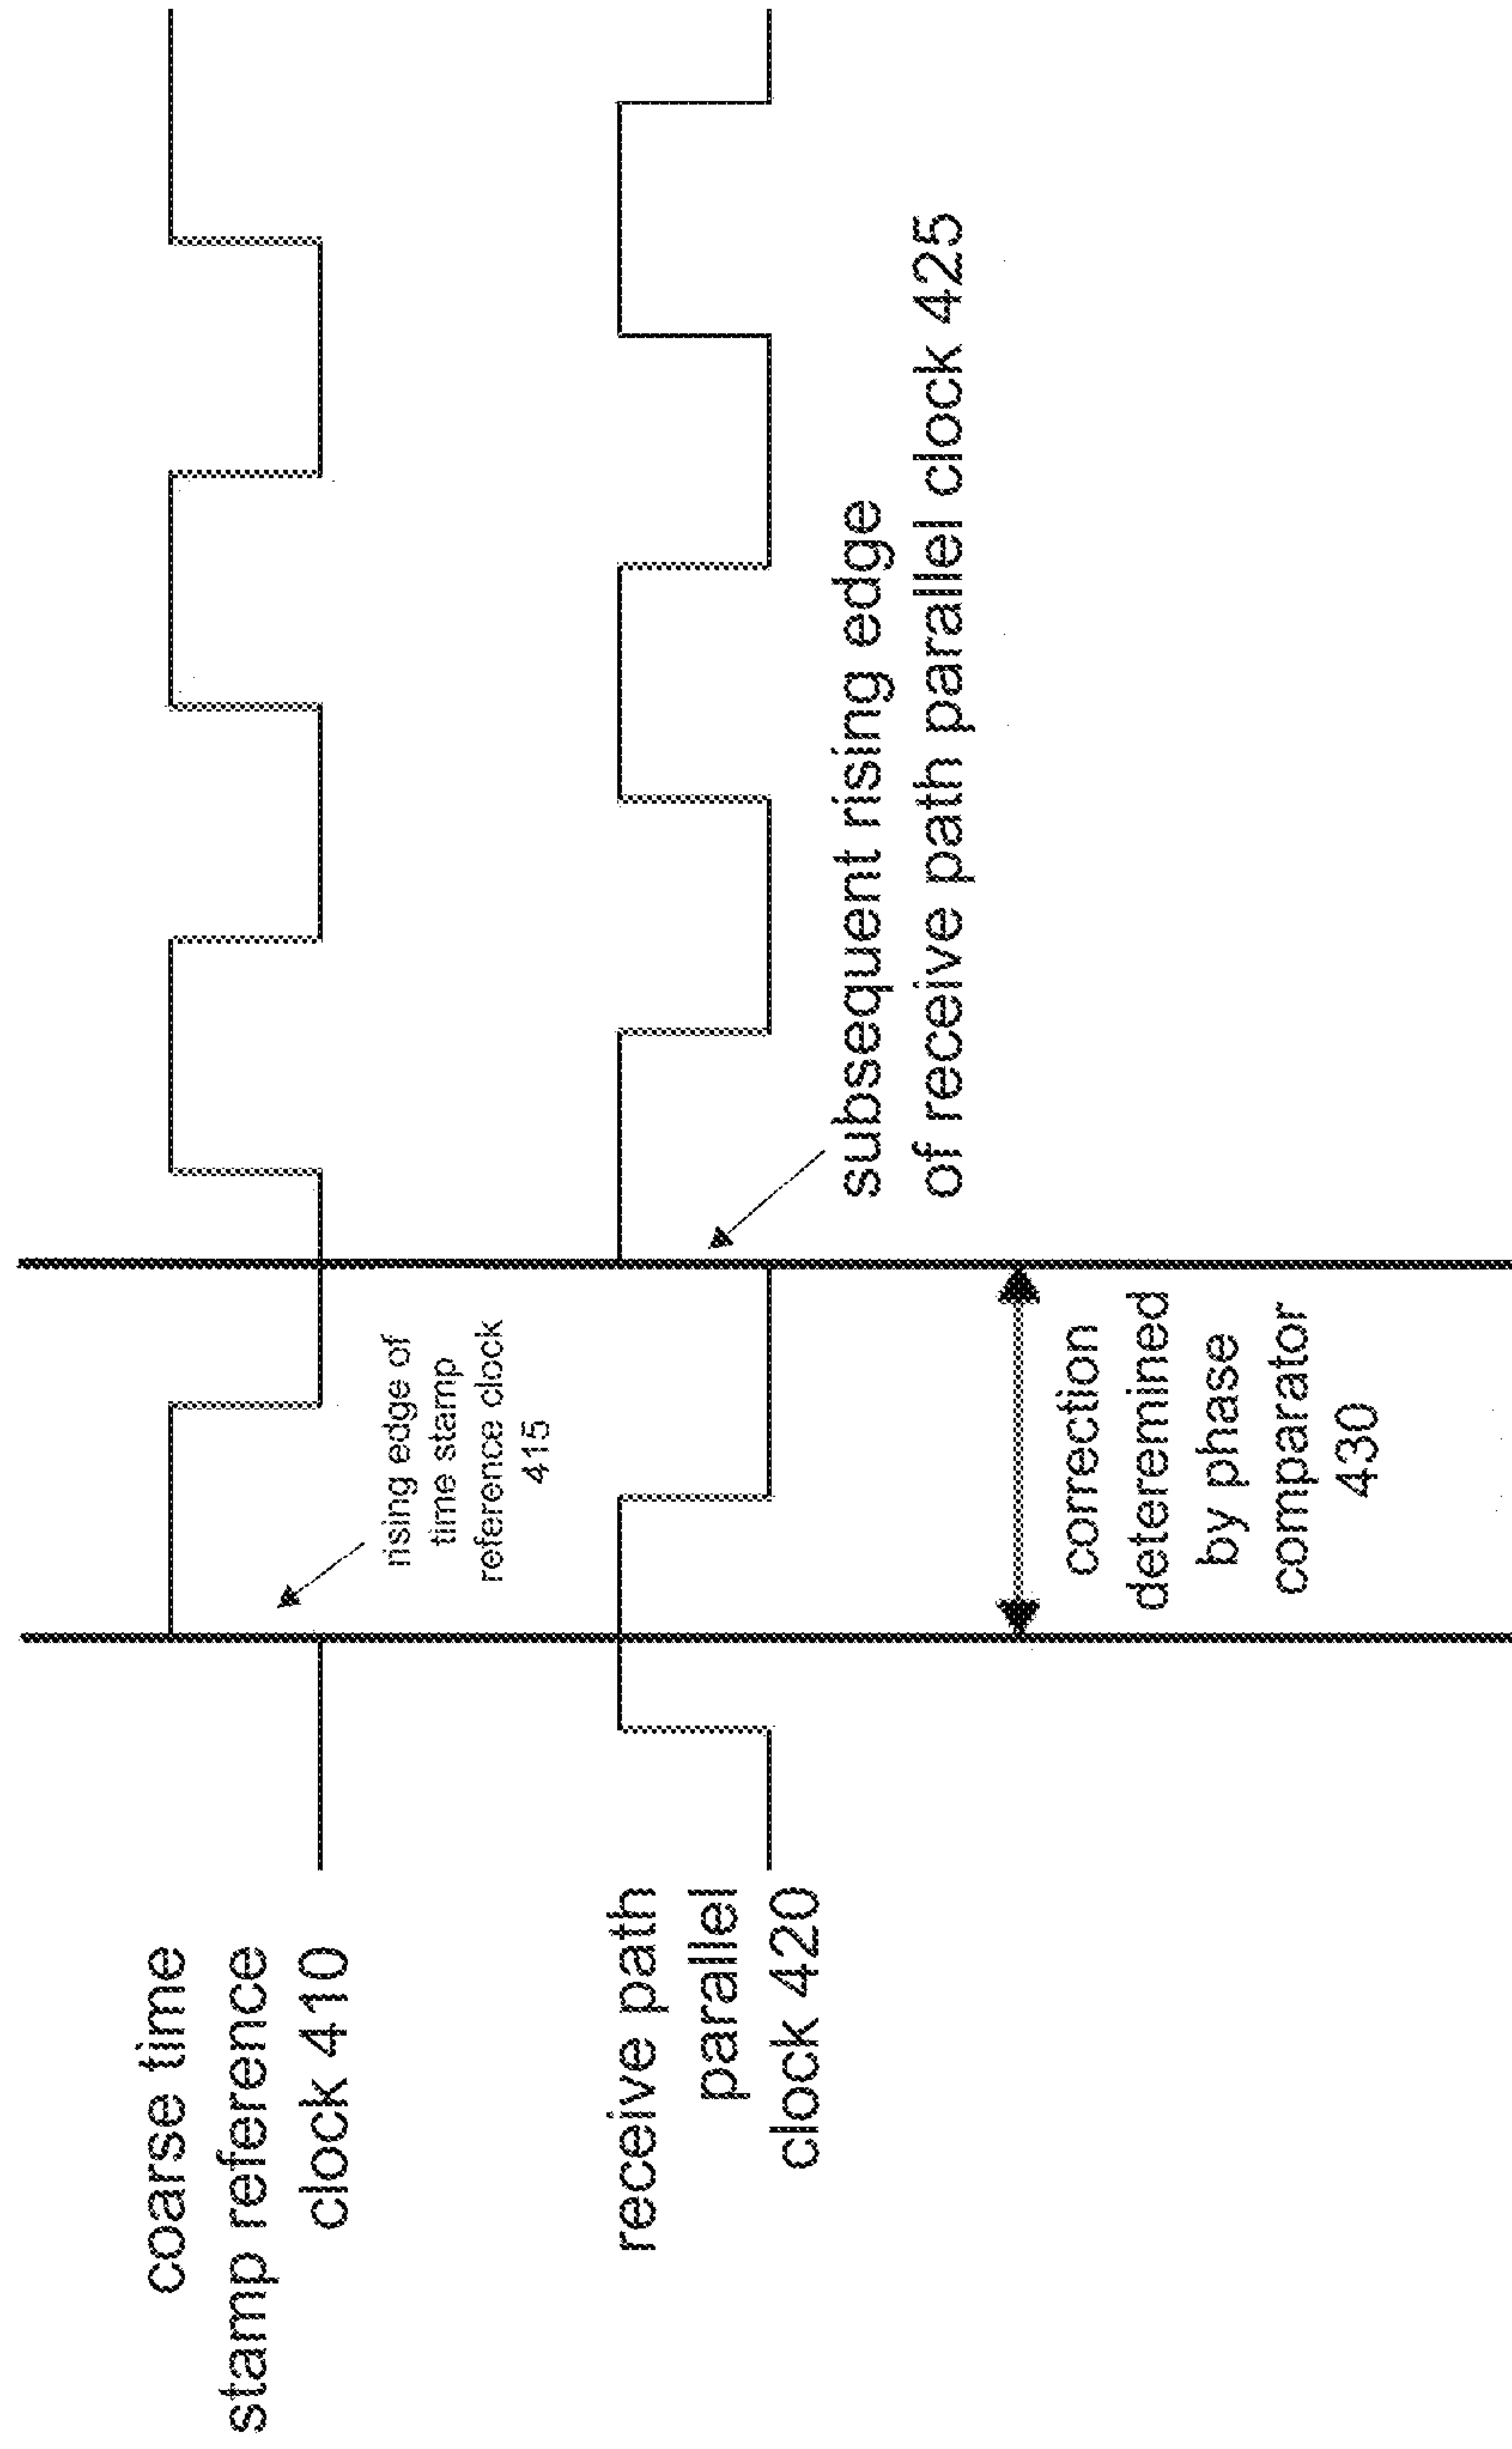 coarse time
stamp reference
clock 410
rising edge of
time stamp
reference clock
415
receive path
parallel
clock 420
subsequent rising edge
of receive path parallel clock 425
correction
deteremined
by phase
comparator
430